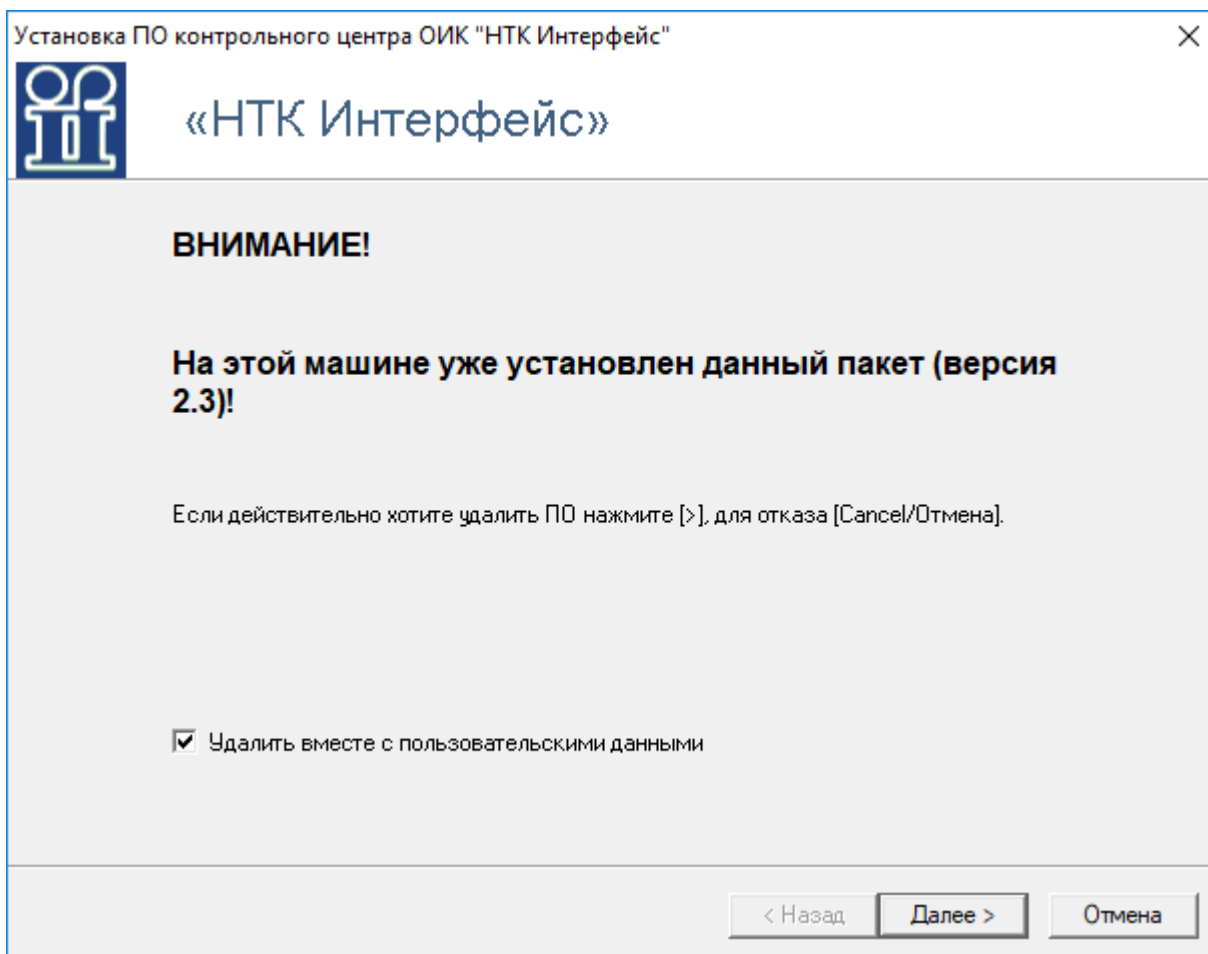 Установка ПО контрольного центра ОИК "НТК Интерфейс"
«НТК Интерфейс»
ВНИМАНИЕ!
На этой машине уже установлен данный пакет (версия
2.3)!
Если действительно хотите удалить ПО нажмите [>], для отказа [Cancel/Отмена].
Удалить вместе с пользовательскими данными
< Назад Далее > Отмена